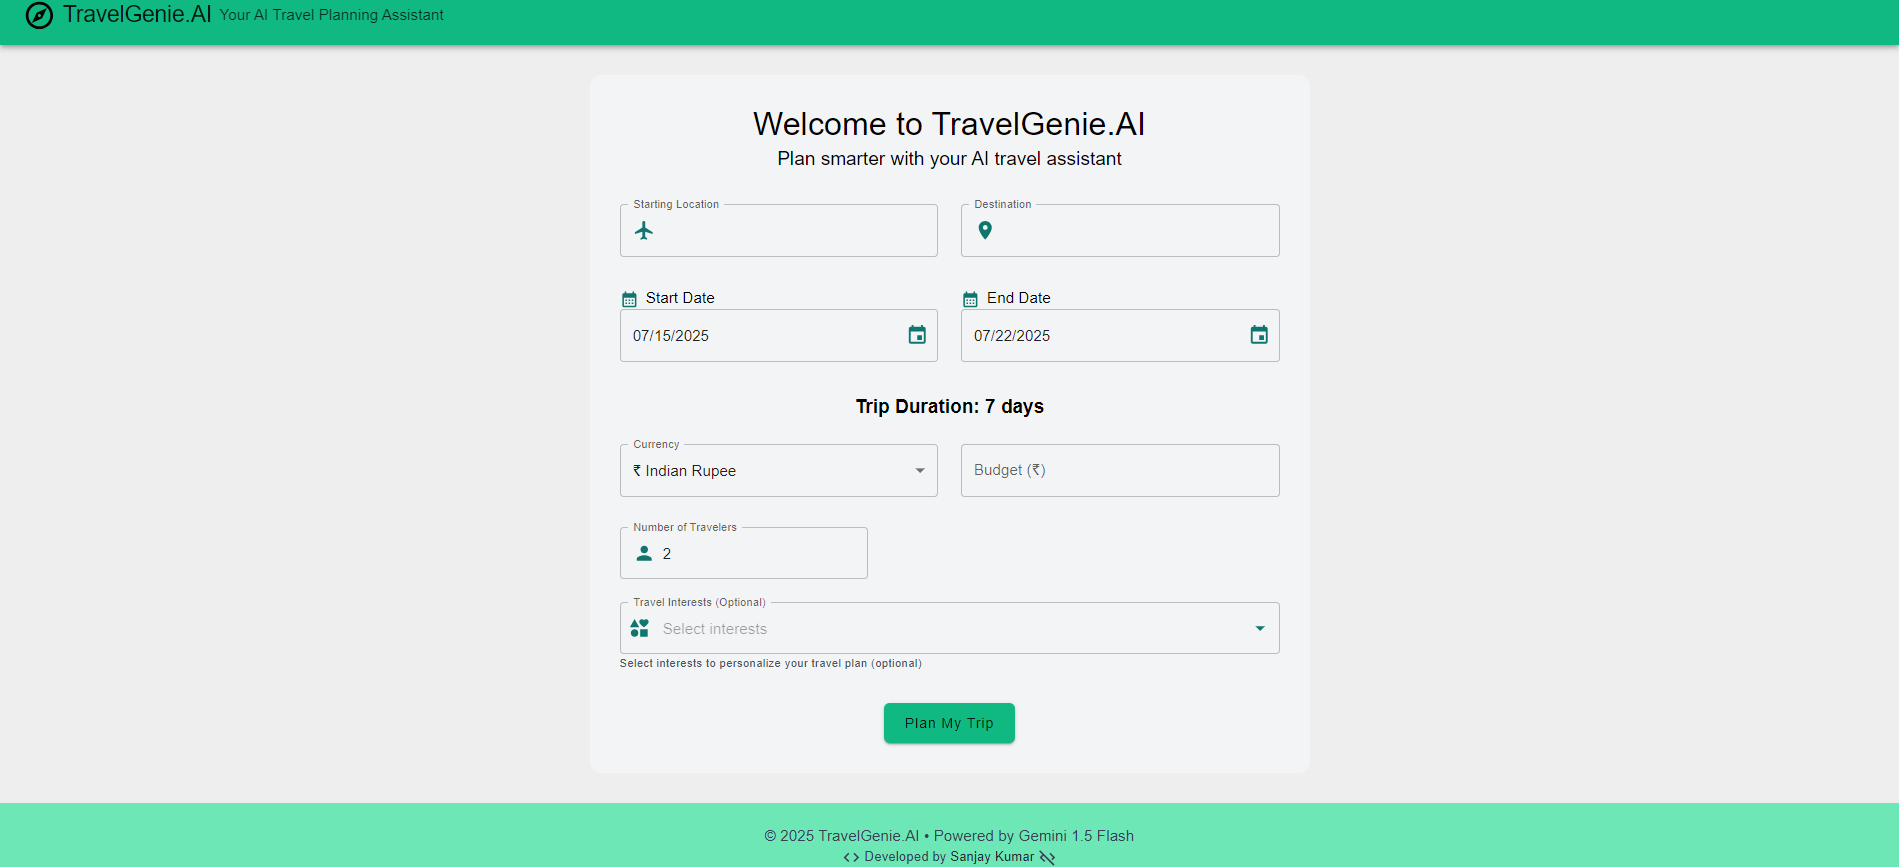 TravelGenie.AI Your AI Travel Planning Assistant
Welcome to TravelGenie.AI
Plan smarter with your AI travel assistant
Starting Location
Destination
Start Date
End Date
07/15/2025
07/22/2025
Trip Duration: 7 days
Currency
₹ Indian Rupee
Budget (₹)
Number of Travelers
2
Travel Interests (Optional)
Select interests
Select interests to personalize your travel plan (optional)
Plan My Trip
© 2025 TravelGenie.AI • Powered by Gemini 1.5 Flash
Developed by Sanjay Kumar